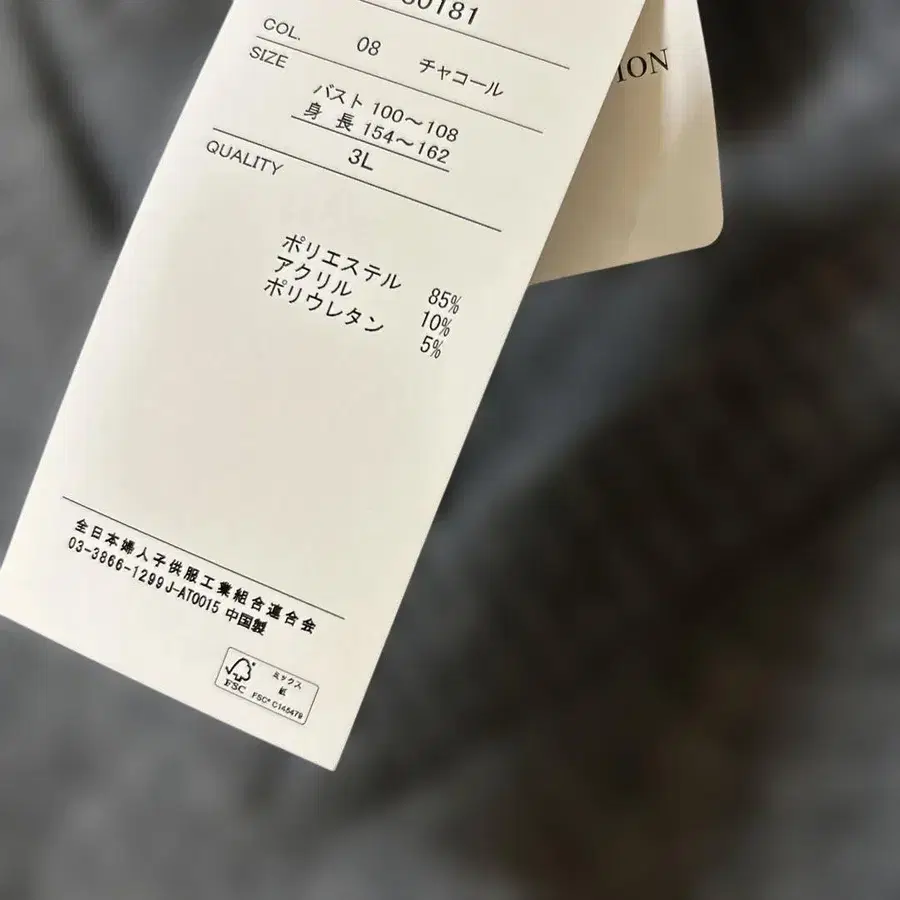 80181
COL. 08 チャコール
SIZE
バスト 100〜108
身 長 154〜162
3L
QUALITY
ポリエステル 85%
アクリル 10%
ポリウレタン 5%
全日本婦人子供服工業組合連合会
03-3866-1299 J-AT0015 中国製
FSC
ミックス
紙
FSC® C145479
ION